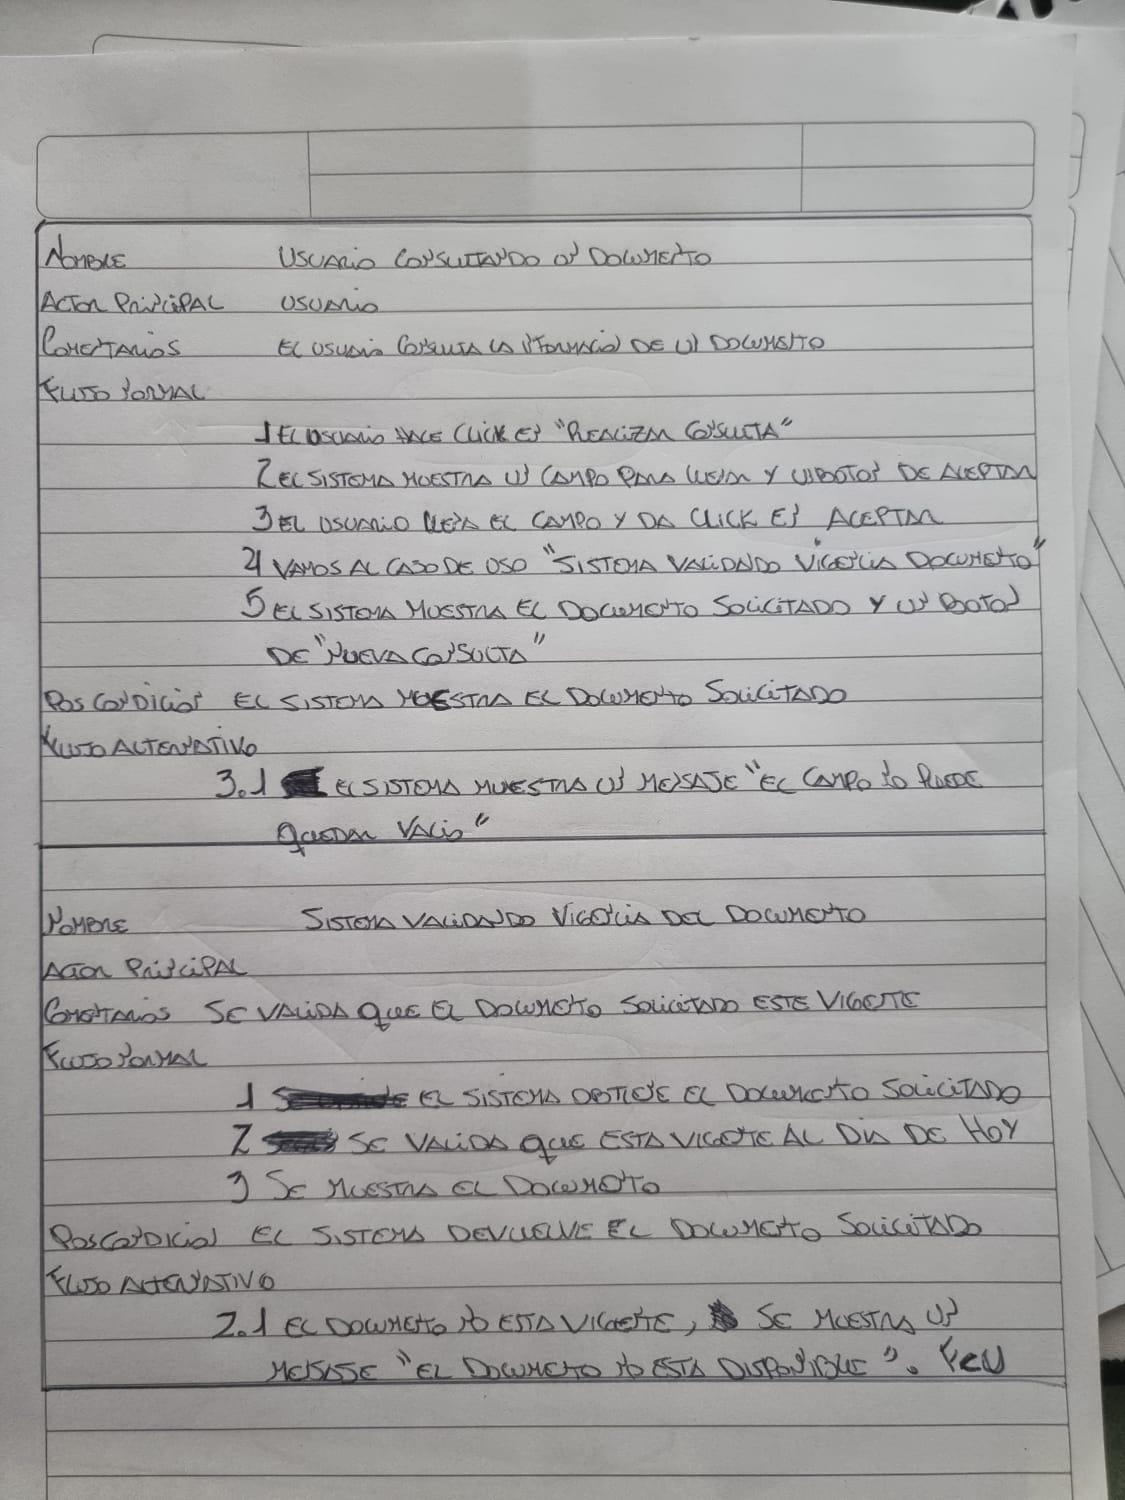 NOMBRE USUARIO CONSULTANDO UN DOCUMENTO
ACTOR PRINCIPAL USUARIO
COMENTARIOS EL USUARIO CONSULTA LA INFORMACION DE UN DOCUMENTO
FLUJO NORMAL
1 EL USUARIO HACE CLICK EN "REALIZAR CONSULTA"
2 EL SISTEMA MUESTRA UN CAMPO PARA LLENAR Y UN BOTON DE ACEPTAR
3 EL USUARIO LLENA EL CAMPO Y DA CLICK EN ACEPTAR
4 VAMOS AL CASO DE USO "SISTEMA VALIDANDO VIGENCIA DOCUMENTO"
5 EL SISTEMA MUESTRA EL DOCUMENTO SOLICITADO Y UN BOTON
DE "NUEVA CONSULTA"
POSCONDICION EL SISTEMA MUESTRA EL DOCUMENTO SOLICITADO
FLUJO ALTERNATIVO
3.1 EL SISTEMA MUESTRA UN MENSAJE "EL CAMPO NO PUEDE
QUEDAR VACIO"
NOMBRE SISTEMA VALIDANDO VIGENCIA DEL DOCUMENTO
ACTOR PRINCIPAL
COMENTARIOS SE VALIDA QUE EL DOCUMENTO SOLICITADO ESTE VIGENTE
FLUJO NORMAL
1 EL SISTEMA OBTIENE EL DOCUMENTO SOLICITADO
2 SE VALIDA QUE ESTA VIGENTE AL DIA DE HOY
3 SE MUESTRA EL DOCUMENTO
POSCONDICION EL SISTEMA DEVUELVE EL DOCUMENTO SOLICITADO
FLUJO ALTERNATIVO
2.1 EL DOCUMENTO NO ESTA VIGENTE, SE MUESTRA UN
MENSAJE "EL DOCUMENTO NO ESTA DISPONIBLE".